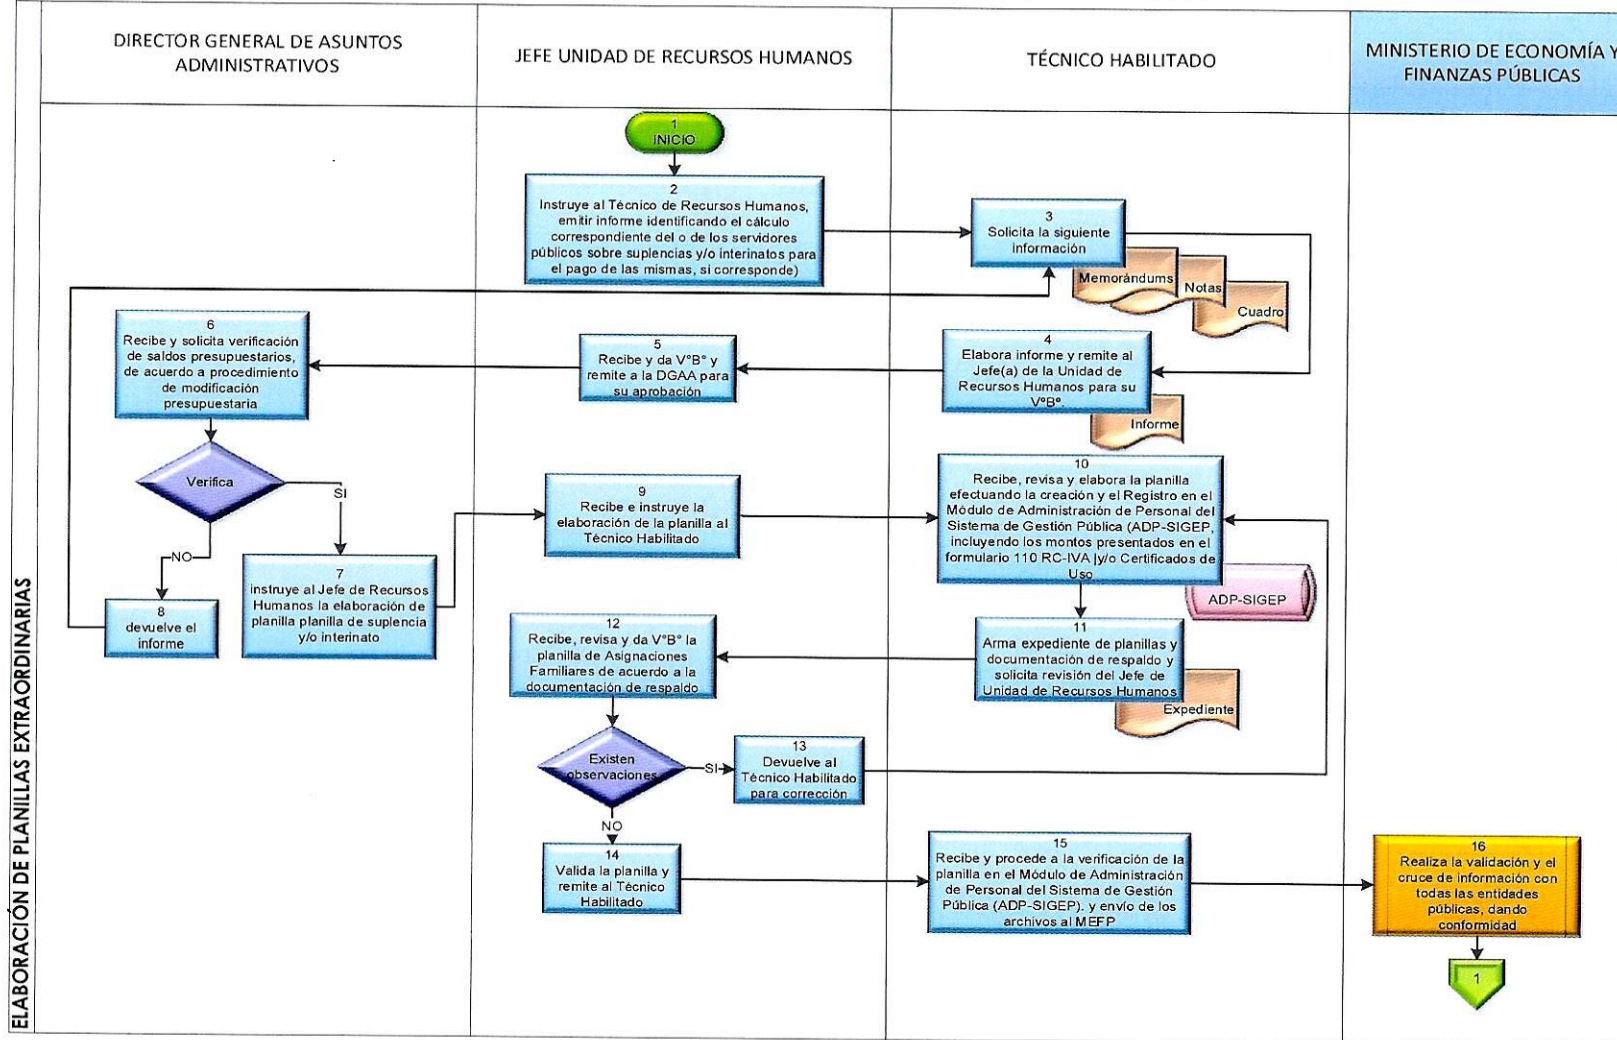 DIRECTOR GENERAL DE ASUNTOS
ADMINISTRATIVOS
JEFE UNIDAD DE RECURSOS HUMANOS
TÉCNICO HABILITADO
MINISTERIO DE ECONOMÍA Y
FINANZAS PÚBLICAS
ELABORACIÓN DE PLANILLAS EXTRAORDINARIAS
1
INICIO
2
Instruye al Técnico de Recursos Humanos,
emitir informe identificando el cálculo
correspondiente del o de los servidores
públicos sobre suplencias y/o interinatos para
el pago de las mismas, si corresponde)
3
Solicita la siguiente
información
Memorándums
Notas
Cuadro
4
Elabora informe y remite al
Jefe(a) de la Unidad de
Recursos Humanos para su
V°B°.
Informe
5
Recibe y da V°B° y
remite a la DGAA para
su aprobación
6
Recibe y solicita verificación
de saldos presupuestarios,
de acuerdo a procedimiento
de modificación
presupuestaria
Verifica
SI
NO
7
instruye al Jefe de Recursos
Humanos la elaboración de
planilla planilla de suplencia
y/o interinato
8
devuelve el
informe
9
Recibe e instruye la
elaboración de la planilla al
Técnico Habilitado
10
Recibe, revisa y elabora la planilla
efectuando la creación y el Registro en el
Módulo de Administración de Personal del
Sistema de Gestión Pública (ADP-SIGEP,
incluyendo los montos presentados en el
formulario 110 RC-IVA |y/o Certificados de
Uso
ADP-SIGEP
11
Arma expediente de planillas y
documentación de respaldo y
solicita revisión del Jefe de
Unidad de Recursos Humanos
Expediente
12
Recibe, revisa y da V°B° la
planilla de Asignaciones
Familiares de acuerdo a la
documentación de respaldo
Existen
observaciones
SI
NO
13
Devuelve al
Técnico Habilitado
para corrección
14
Valida la planilla y
remite al Técnico
Habilitado
15
Recibe y procede a la verificación de la
planilla en el Módulo de Administración
de Personal del Sistema de Gestión
Pública (ADP-SIGEP). y envío de los
archivos al MEFP
16
Realiza la validación y el
cruce de información con
todas las entidades
públicas, dando
conformidad
1